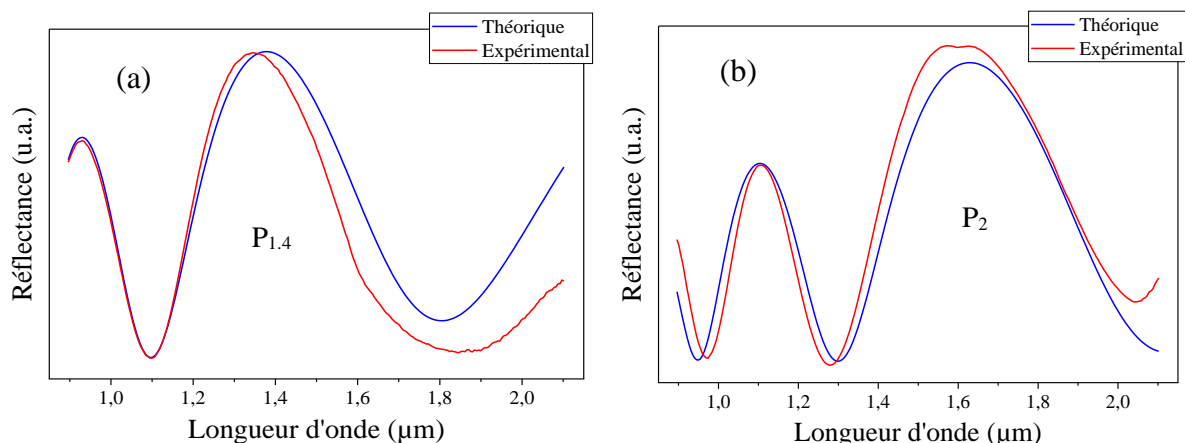 Théorique
Expérimental
(a)
P1.4
Réflectance (u.a.)
1,0 1,2 1,4 1,6 1,8 2,0
Longueur d'onde (µm)
Théorique
Expérimental
(b)
P2
Réflectance (u.a.)
1,0 1,2 1,4 1,6 1,8 2,0
Longueur d'onde (µm)